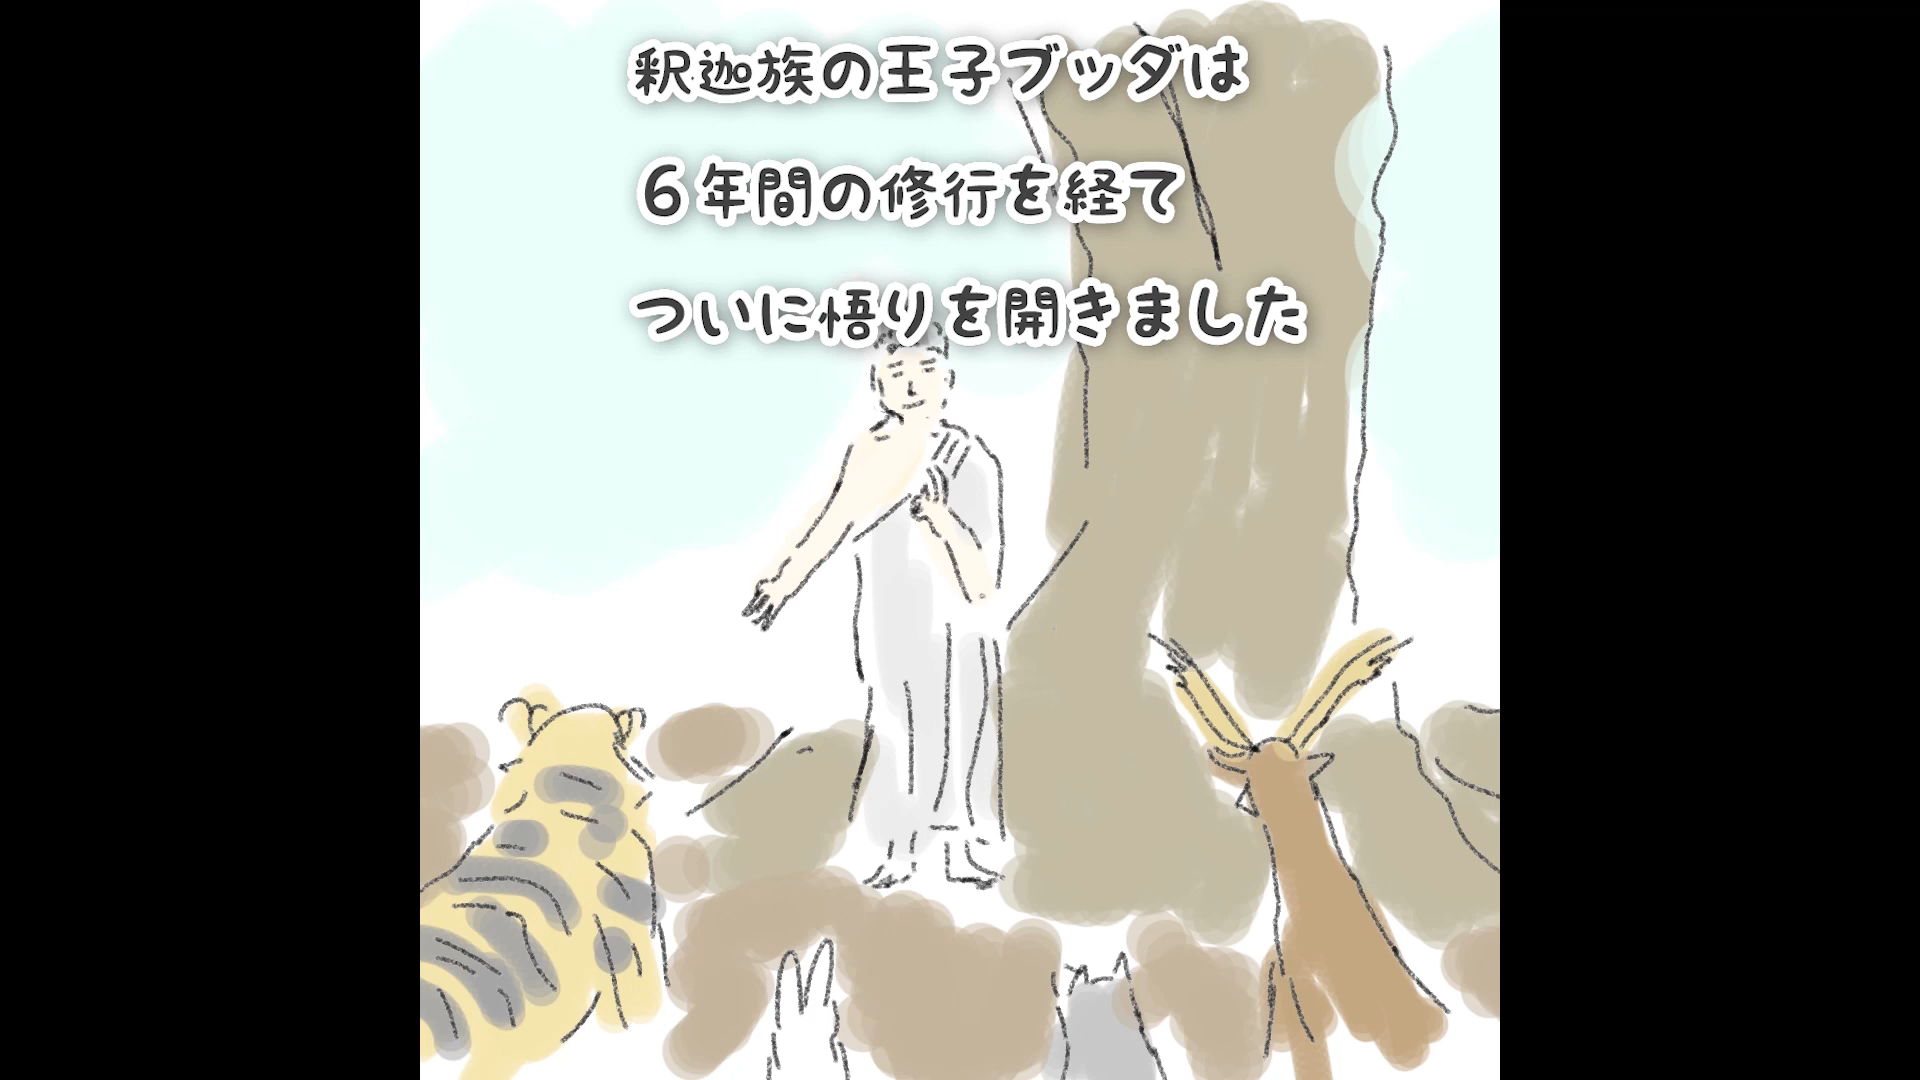 釈迦族の王子ブッダは
６年間の修行を経て
ついに悟りを開きました